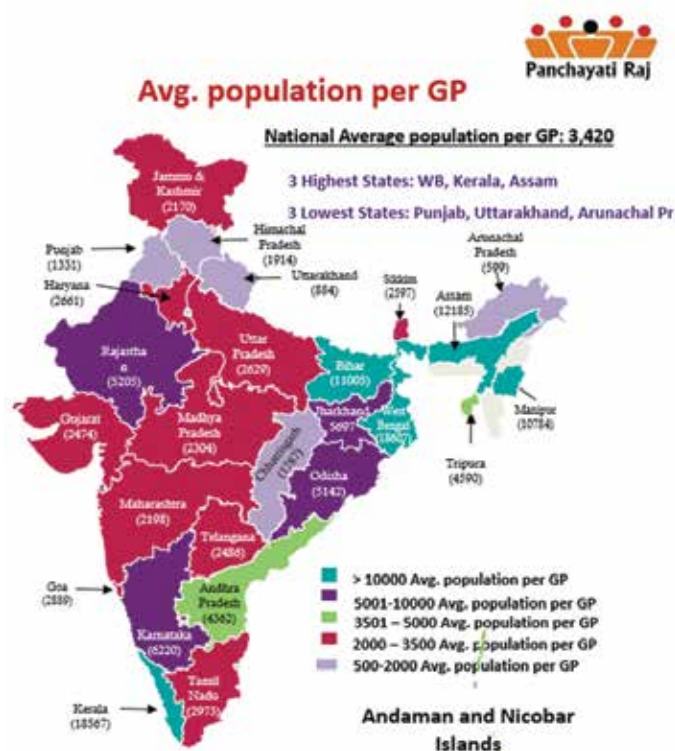 Panchayati Raj
Avg. population per GP
National Average population per GP: 3,420
3 Highest States: WB, Kerala, Assam
3 Lowest States: Punjab, Uttarakhand, Arunachal Pr
Jammu &
Kashmir
(2170)
Himachal
Pradesh
(1914)
Punjab
(1331)
Uttarakhand
(884)
Haryana
(2661)
Arunachal
Pradesh
(599)
Sikkim
(2597)
Assam
(12185)
Rajastha
n
(5205)
Uttar
Pradesh
(2629)
Bihar
(11005)
Gujarat
(2474)
Madhya
Pradesh
(2304)
Jharkhand
5697
West
Bengal
Manipur
(10784)
Chhattisgarh
Tripura
(4590)
Odisha
(5142)
Maharashtra
(2198)
Telangana
(2486)
Goa
(2889)
Andhra
Pradesh
(4362)
Karnataka
(6220)
Tamil
Nadu
(2973)
Kerala
(18567)
> 10000 Avg. population per GP
5001-10000 Avg. population per GP
3501 – 5000 Avg. population per GP
2000 – 3500 Avg. population per GP
500-2000 Avg. population per GP
Andaman and Nicobar
Islands